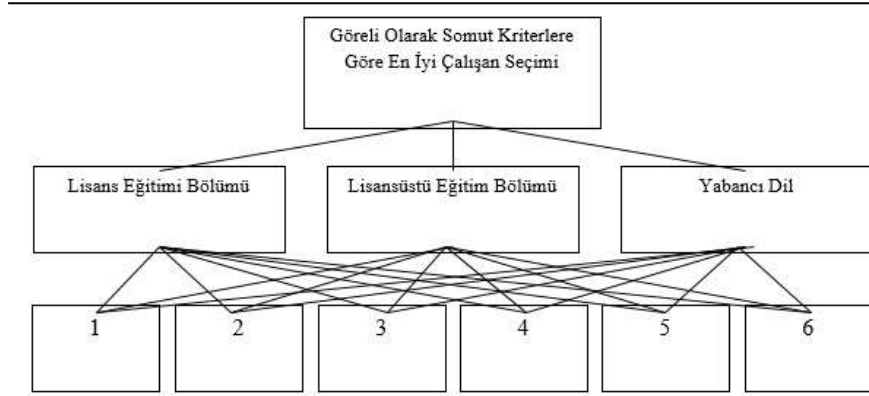 Göreli Olarak Somut Kriterlere
Göre En İyi Çalışan Seçimi
Lisans Eğitimi Bölümü
Lisansüstü Eğitim Bölümü
Yabancı Dil
1
2
3
4
5
6